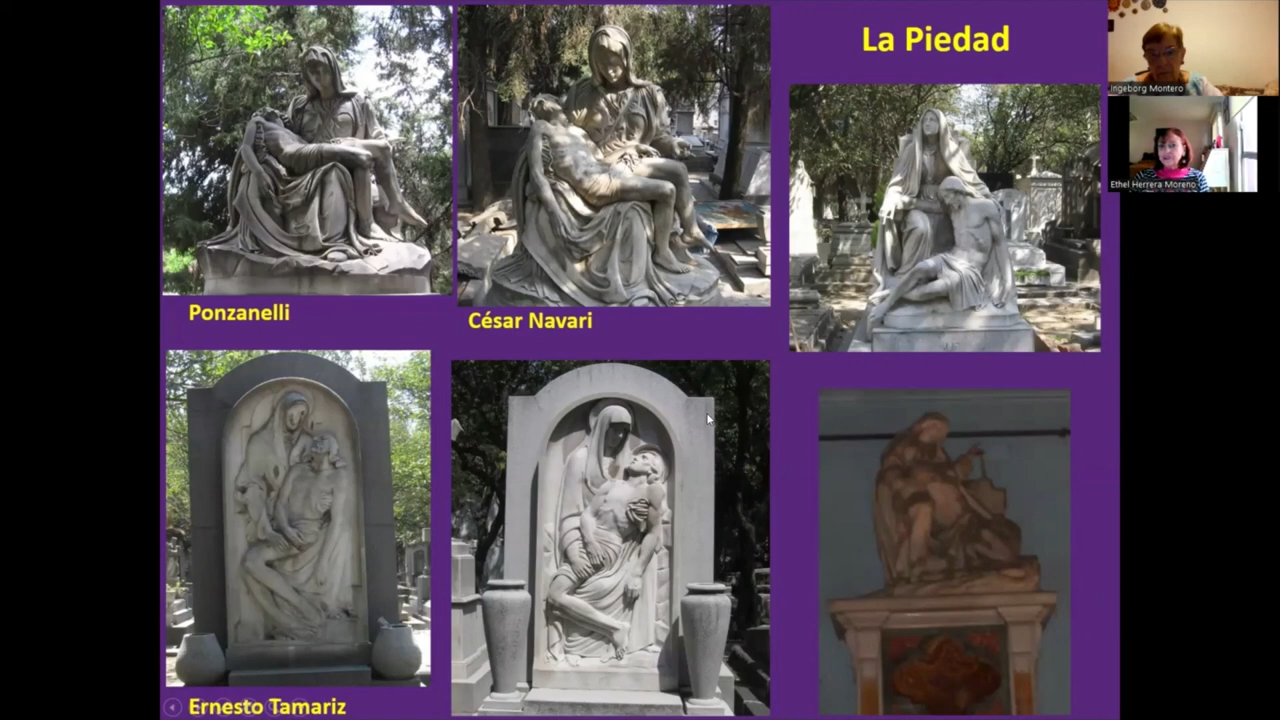 La Piedad
Ponzanelli
César Navari
Ernesto Tamariz
Ingeborg Montero
Ethel Herrera Moreno